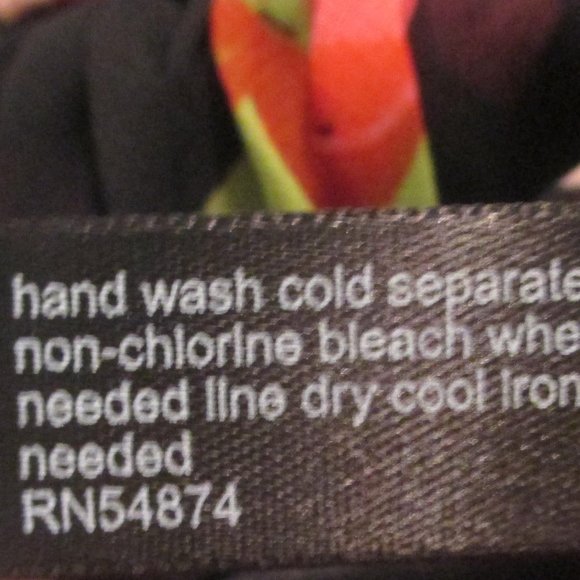 hand wash cold separate
non-chlorine bleach whe
needed line dry cool iron
needed
RN54874